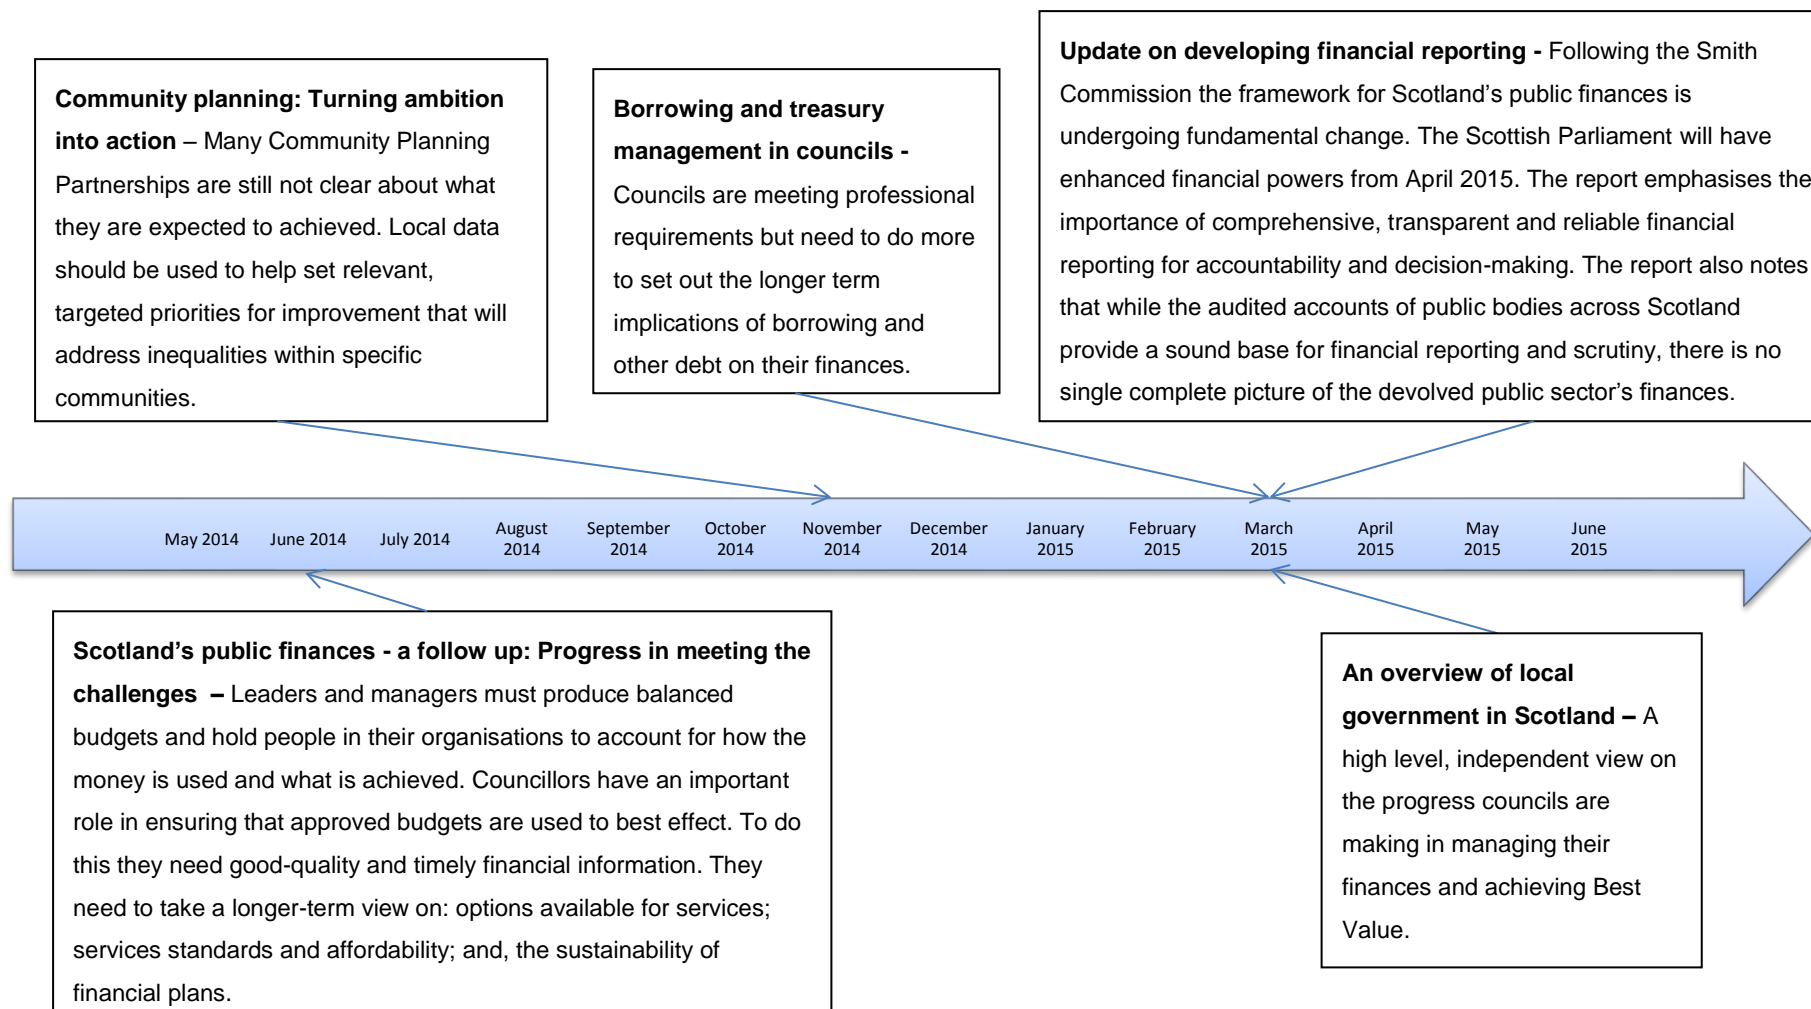 Community planning: Turning ambition
into action – Many Community Planning
Partnerships are still not clear about what
they are expected to achieved. Local data
should be used to help set relevant,
targeted priorities for improvement that will
address inequalities within specific
communities.
Borrowing and treasury
management in councils -
Councils are meeting professional
requirements but need to do more
to set out the longer term
implications of borrowing and
other debt on their finances.
Update on developing financial reporting - Following the Smith
Commission the framework for Scotland’s public finances is
undergoing fundamental change. The Scottish Parliament will have
enhanced financial powers from April 2015. The report emphasises the
importance of comprehensive, transparent and reliable financial
reporting for accountability and decision-making. The report also notes
that while the audited accounts of public bodies across Scotland
provide a sound base for financial reporting and scrutiny, there is no
single complete picture of the devolved public sector’s finances.
May 2014
June 2014
July 2014
August
2014
September
2014
October
2014
November
2014
December
2014
January
2015
February
2015
March
2015
April
2015
May
2015
June
2015
Scotland’s public finances - a follow up: Progress in meeting the
challenges – Leaders and managers must produce balanced
budgets and hold people in their organisations to account for how the
money is used and what is achieved. Councillors have an important
role in ensuring that approved budgets are used to best effect. To do
this they need good-quality and timely financial information. They
need to take a longer-term view on: options available for services;
services standards and affordability; and, the sustainability of
financial plans.
An overview of local
government in Scotland – A
high level, independent view on
the progress councils are
making in managing their
finances and achieving Best
Value.